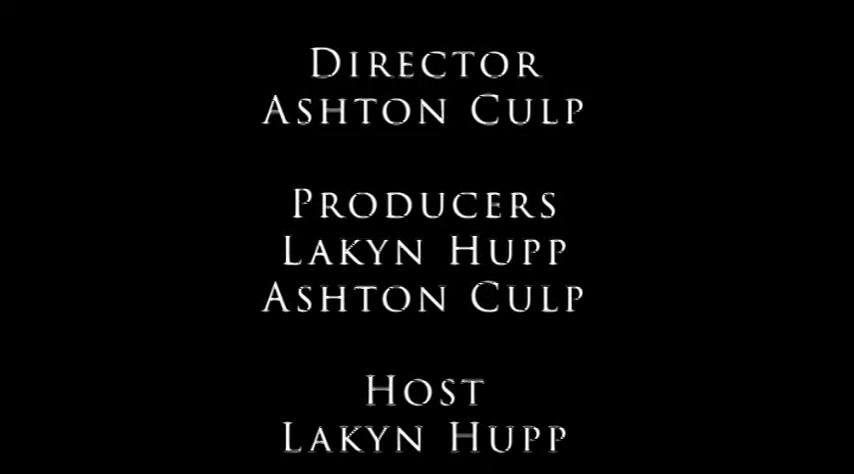 DIRECTOR
ASHTON CULP
PRODUCERS
LAKYN HUPP
ASHTON CULP
HOST
LAKYN HUPP